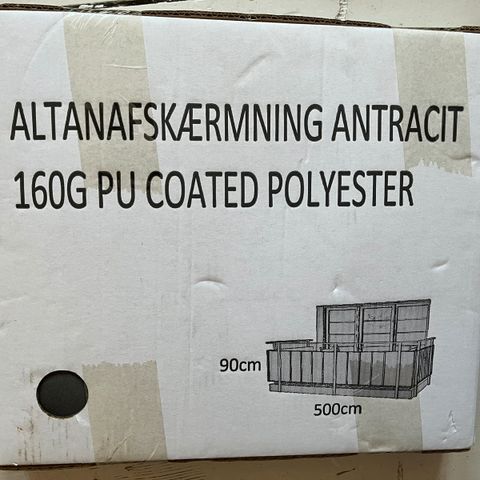 ALTANAFSKÆRMNING ANTRACIT
160G PU COATED POLYESTER
90cm
500cm